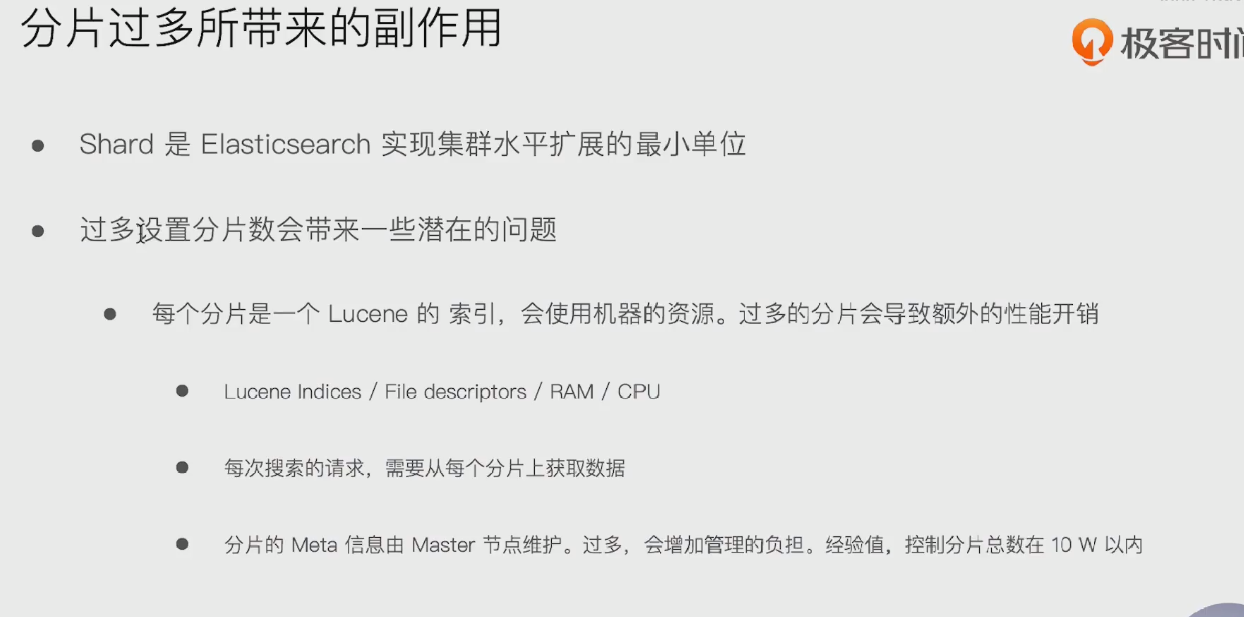 分片过多所带来的副作用
极客时间
Shard 是 Elasticsearch 实现集群水平扩展的最小单位
过多设置分片数会带来一些潜在的问题
每个分片是一个 Lucene 的 索引，会使用机器的资源。过多的分片会导致额外的性能开销
Lucene Indices / File descriptors / RAM / CPU
每次搜索的请求，需要从每个分片上获取数据
分片的 Meta 信息由 Master 节点维护。过多，会增加管理的负担。经验值，控制分片总数在 10 W 以内